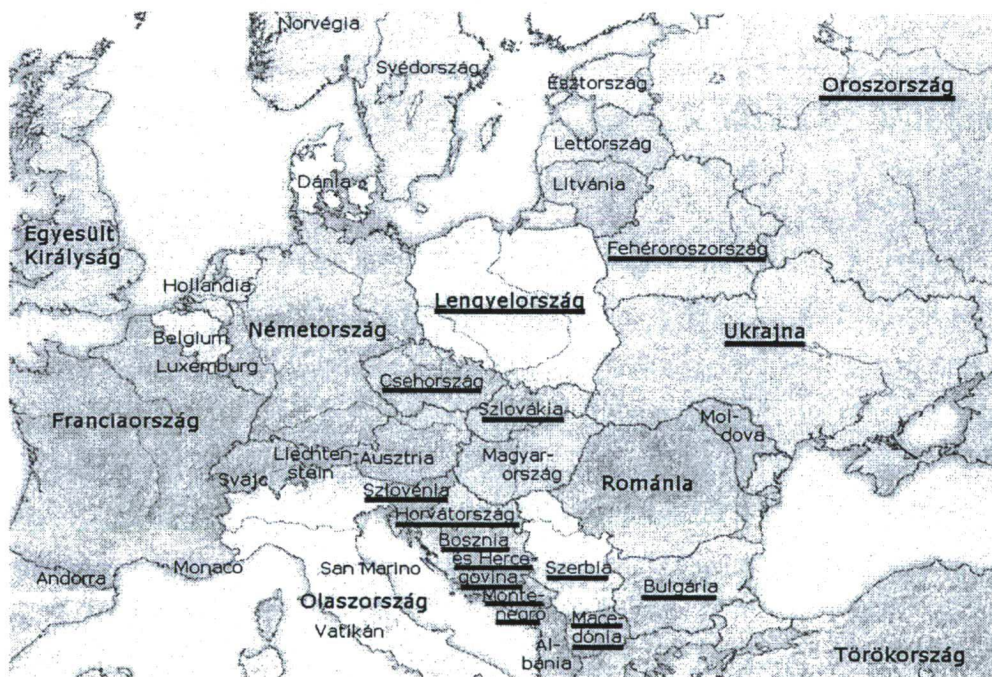 Norvégia
Svédország
Észtország
Oroszország
Lettország
Dánia
Litvánia
Egyesült
Királyság
Fehéroroszország
Hollandia
Lengyelország
Belgium
Németország
Ukrajna
Luxemburg
Csehország
Szlovákia
Franciaország
Mol-
dova
Liechten-
stein
Ausztria
Magyar-
ország
Svájc
Szlovénia
Románia
Horvátország
Bosznia
és Herce-
govina
Szerbia
Andorra
Monaco
San Marino
Bulgária
Olaszország
Monte-
negro
Vatikán
Mace-
dónia
Al-
bánia
Törökország